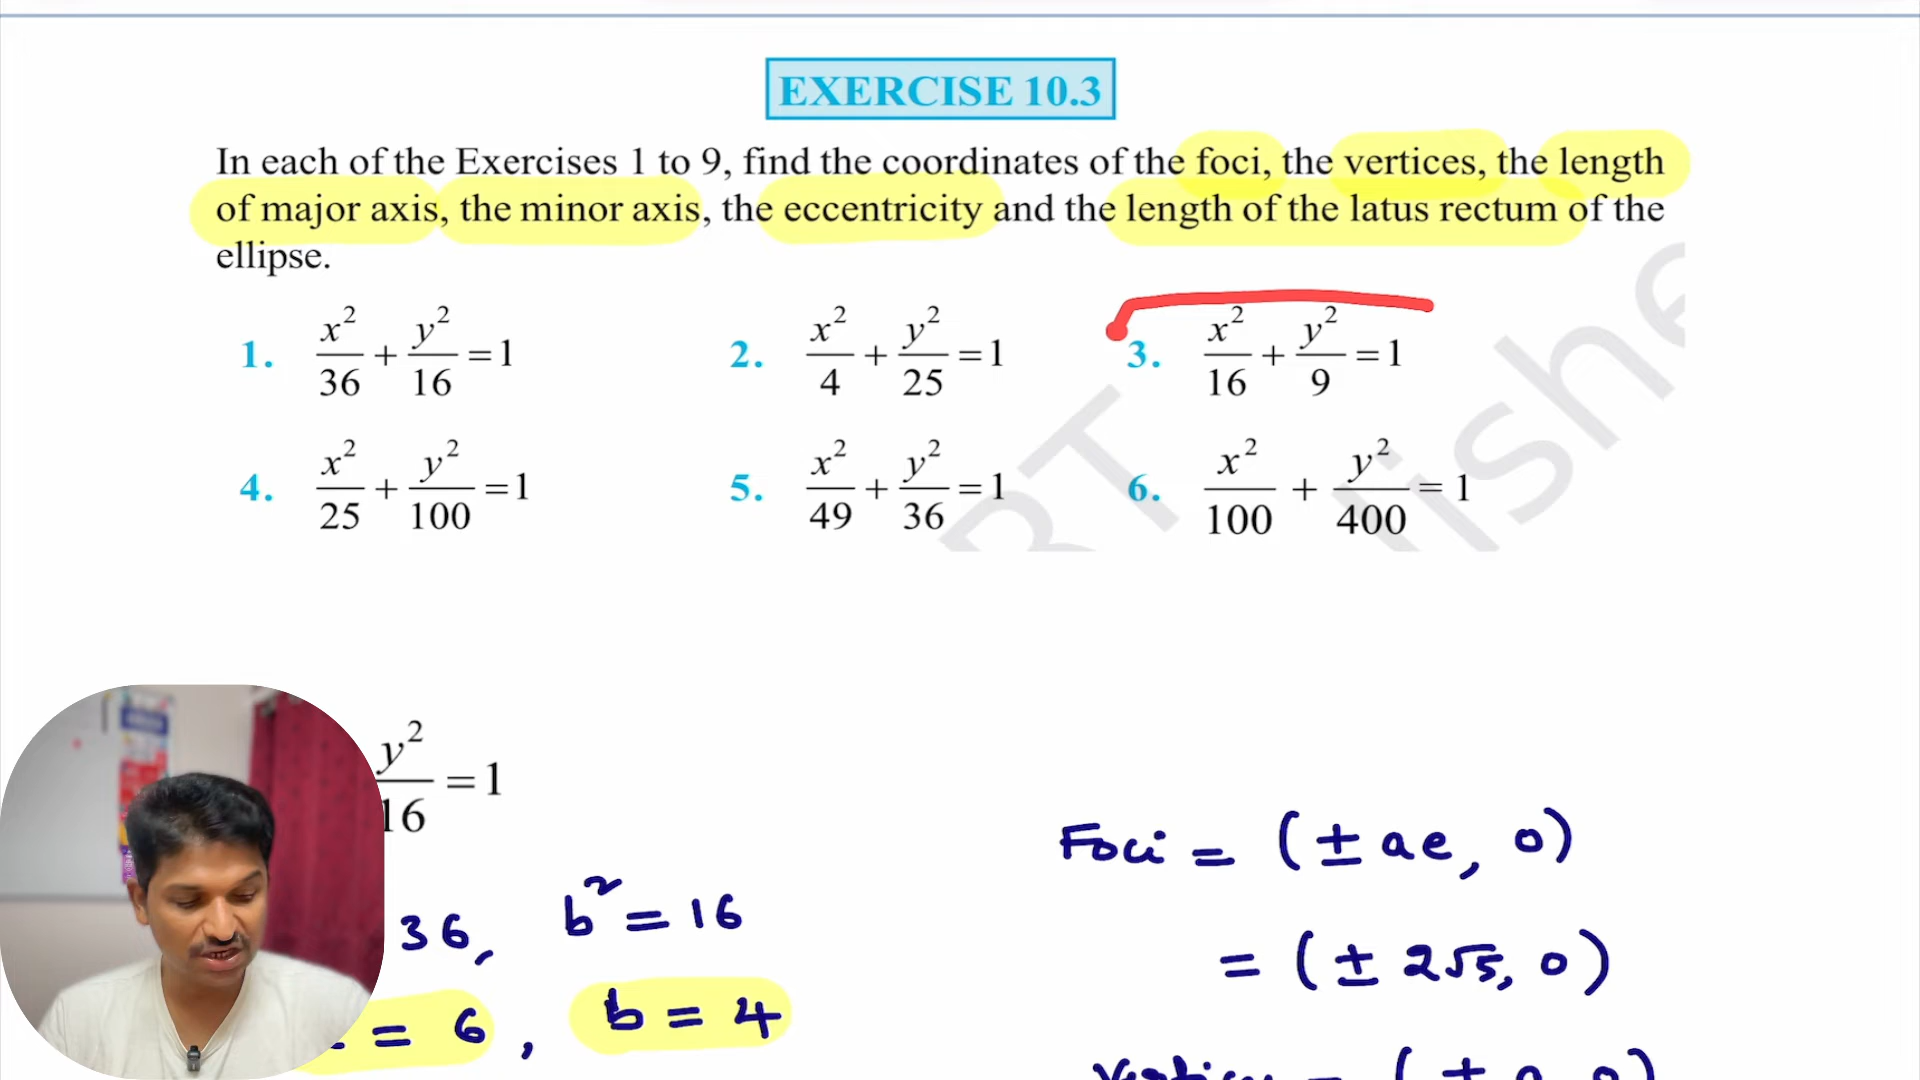 EXERCISE 10.3
In each of the Exercises 1 to 9, find the coordinates of the foci, the vertices, the length
of major axis, the minor axis, the eccentricity and the length of the latus rectum of the
ellipse.
1. x²/36 + y²/16 = 1
2. x²/4 + y²/25 = 1
3. x²/16 + y²/9 = 1
4. x²/25 + y²/100 = 1
5. x²/49 + y²/36 = 1
6. x²/100 + y²/400 = 1
y²/16 = 1
36, b² = 16
= 6, b = 4
Foci = (± ae, 0)
= (± 2√5, 0)